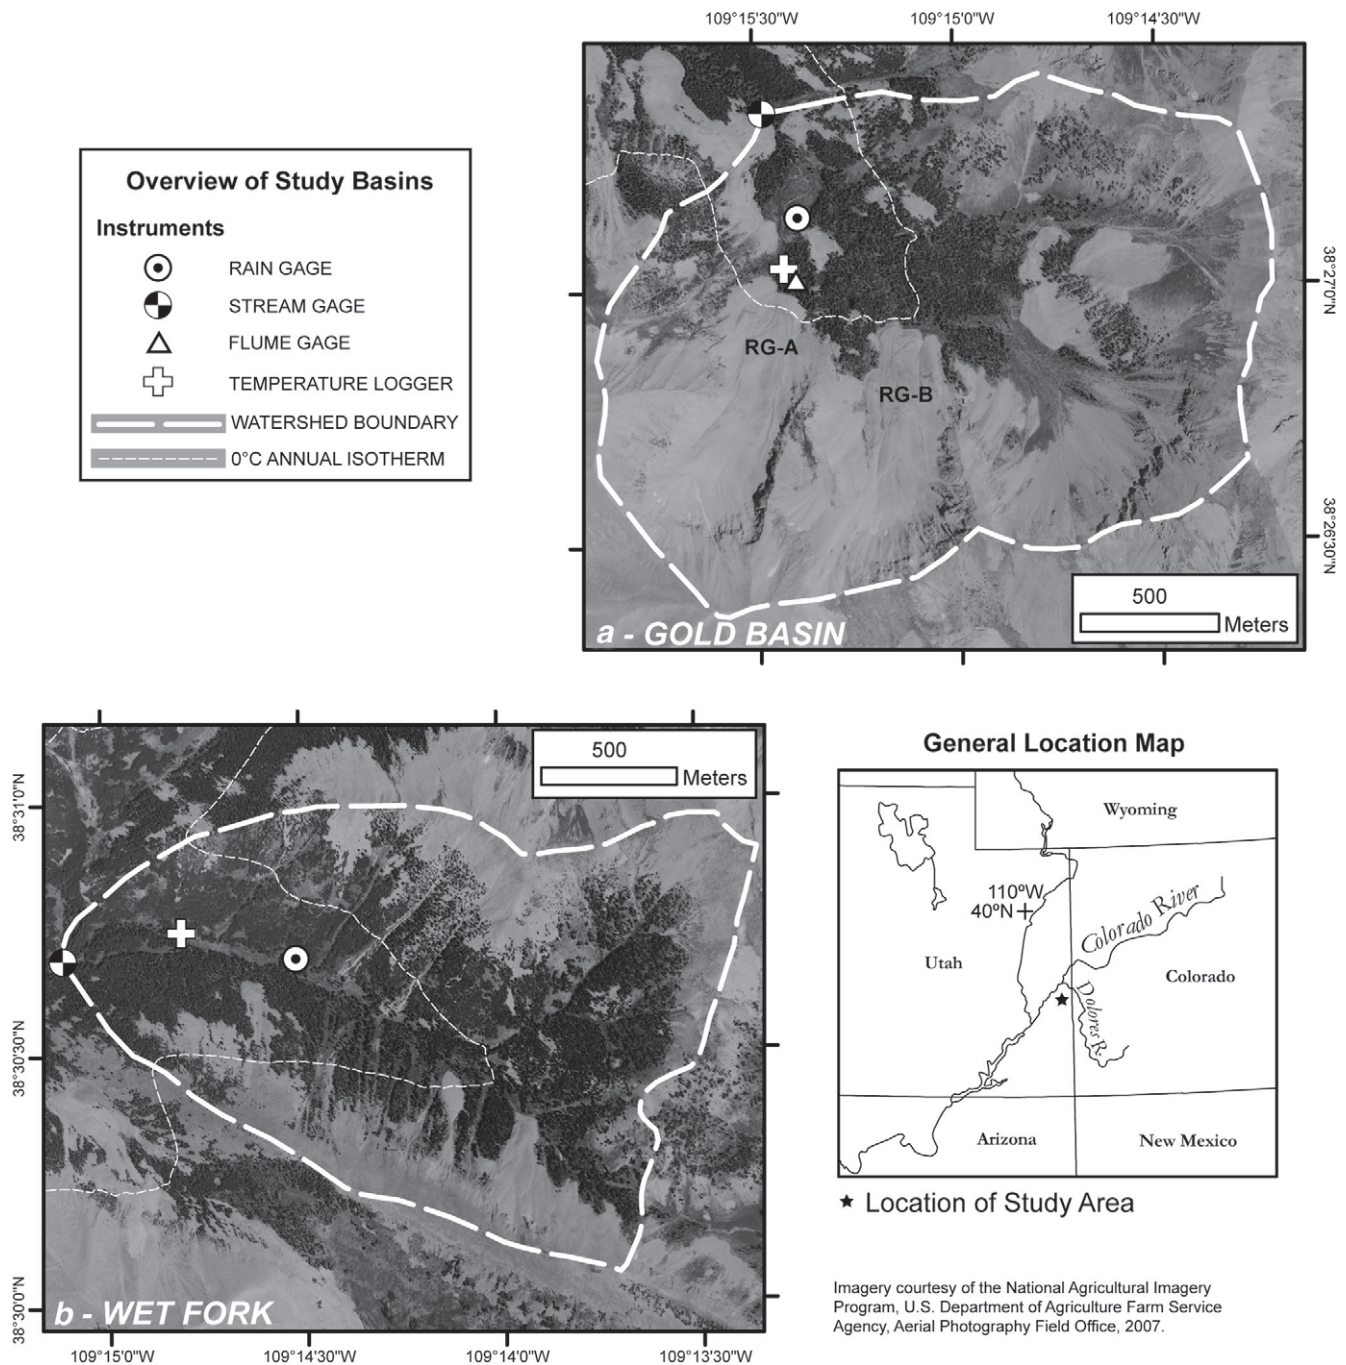 109°15'30"W
109°15'0"W
109°14'30"W
Overview of Study Basins
Instruments
RAIN GAGE
STREAM GAGE
FLUME GAGE
TEMPERATURE LOGGER
WATERSHED BOUNDARY
0°C ANNUAL ISOTHERM
38°27'0"N
RG-A
RG-B
38°26'30"N
500
Meters
a - GOLD BASIN
500
Meters
38°31'0"N
38°30'30"N
38°30'0"N
b - WET FORK
109°15'0"W
109°14'30"W
109°14'0"W
109°13'30"W
General Location Map
Wyoming
110°W
40°N
Colorado River
Utah
Colorado
Dolores R.
Arizona
New Mexico
Location of Study Area
Imagery courtesy of the National Agricultural Imagery
Program, U.S. Department of Agriculture Farm Service
Agency, Aerial Photography Field Office, 2007.